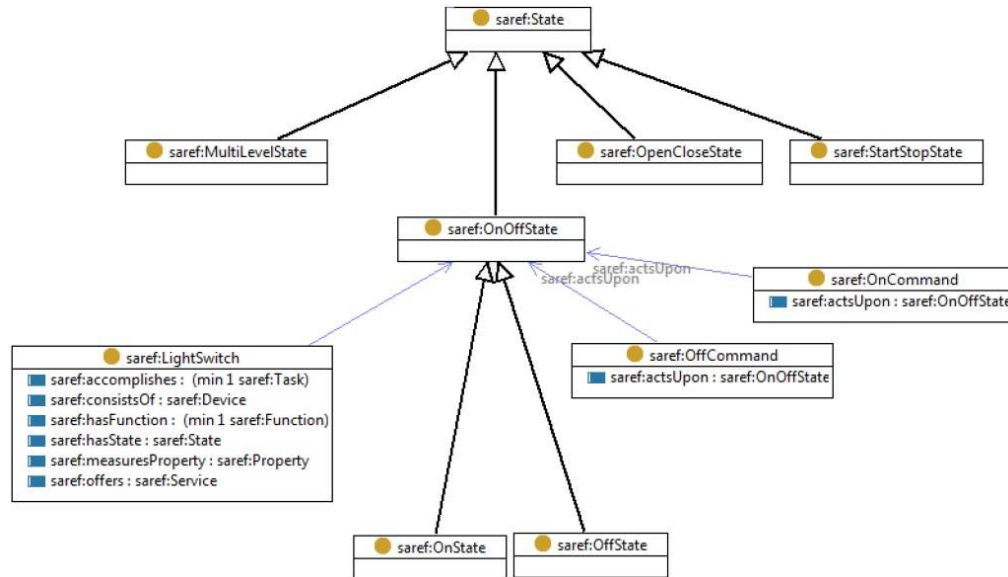 saref:State
saref:MultiLevelState
saref:OpenCloseState
saref:StartStopState
saref:OnOffState
saref:actsUpon
saref:actsUpon
saref:OnCommand
saref:actsUpon : saref:OnOffState
saref:LightSwitch
saref:accomplishes : (min 1 saref:Task)
saref:consistsOf : saref:Device
saref:hasFunction : (min 1 saref:Function)
saref:hasState : saref:State
saref:measuresProperty : saref:Property
saref:offers : saref:Service
saref:OffCommand
saref:actsUpon : saref:OnOffState
saref:OnState
saref:OffState